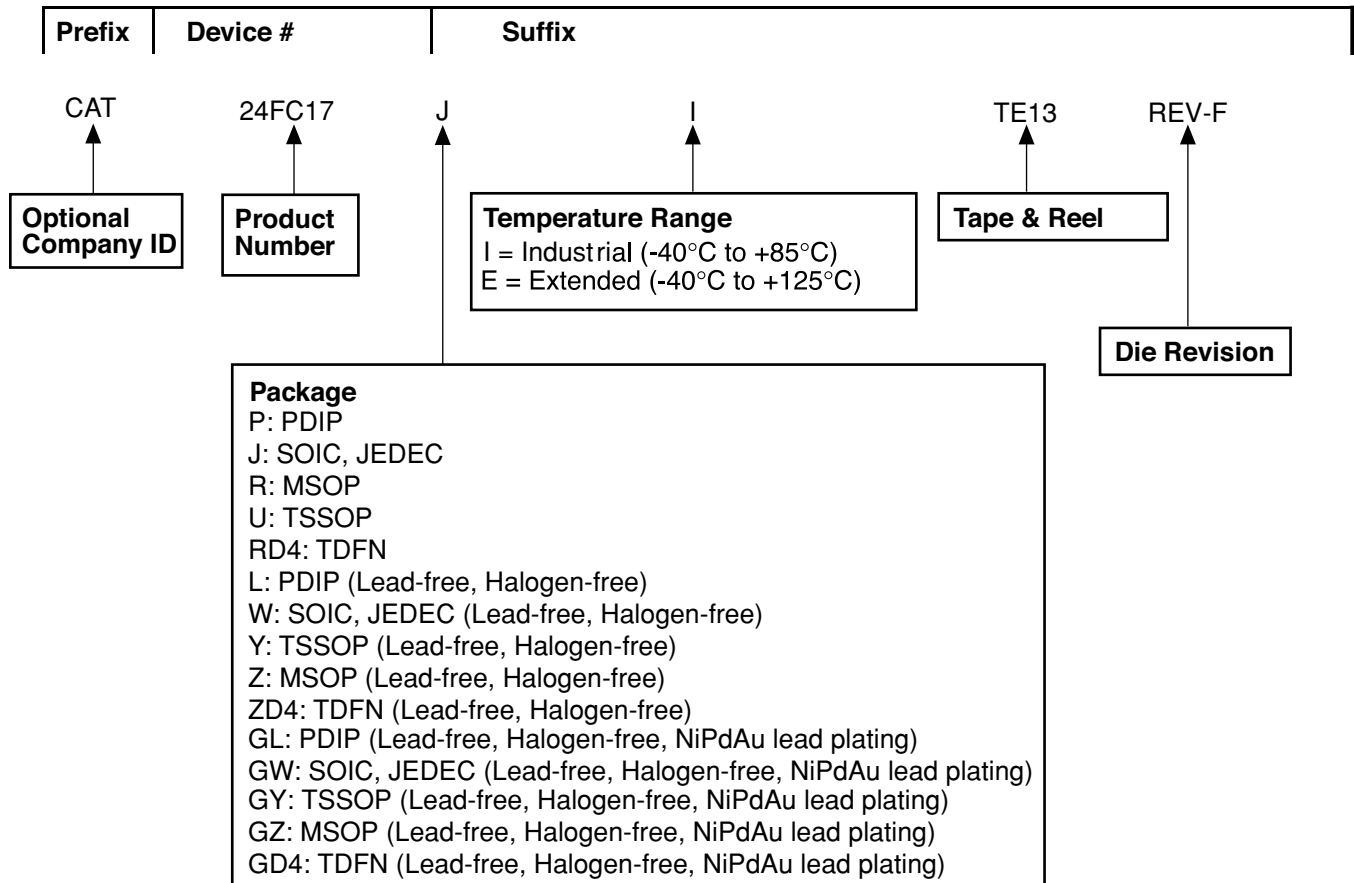 Prefix Device # Suffix
CAT 24FC17 J I TE13 REV-F
Optional
Company ID
Product
Number
Temperature Range
I = Industrial (-40°C to +85°C)
E = Extended (-40°C to +125°C)
Tape & Reel
Die Revision
Package
P: PDIP
J: SOIC, JEDEC
R: MSOP
U: TSSOP
RD4: TDFN
L: PDIP (Lead-free, Halogen-free)
W: SOIC, JEDEC (Lead-free, Halogen-free)
Y: TSSOP (Lead-free, Halogen-free)
Z: MSOP (Lead-free, Halogen-free)
ZD4: TDFN (Lead-free, Halogen-free)
GL: PDIP (Lead-free, Halogen-free, NiPdAu lead plating)
GW: SOIC, JEDEC (Lead-free, Halogen-free, NiPdAu lead plating)
GY: TSSOP (Lead-free, Halogen-free, NiPdAu lead plating)
GZ: MSOP (Lead-free, Halogen-free, NiPdAu lead plating)
GD4: TDFN (Lead-free, Halogen-free, NiPdAu lead plating)